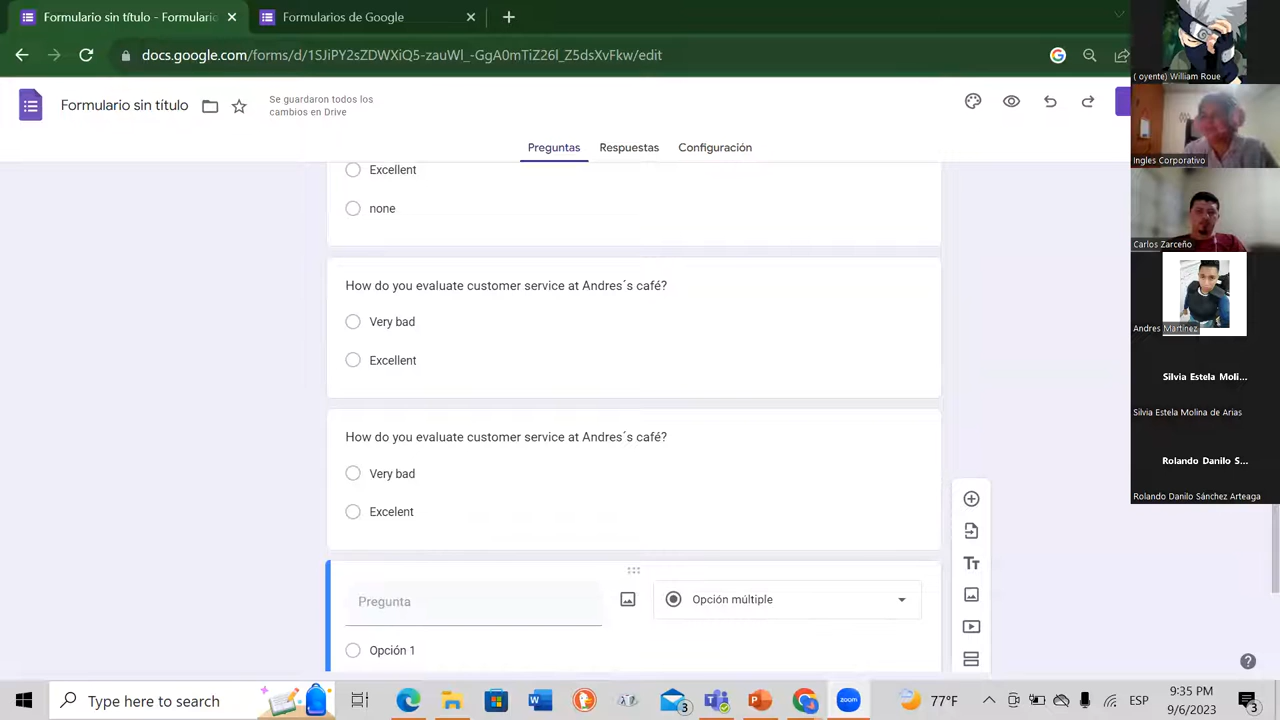 Formulario sin título - Formulario
Formularios de Google
docs.google.com/forms/d/1SJiPY2sZDWXiQ5-zauWl_-GgA0mTiZ26l_Z5dsXvFkw/edit
Formulario sin título
Se guardaron todos los
cambios en Drive
Preguntas
Respuestas
Configuración
Excellent
none
How do you evaluate customer service at Andres´s café?
Very bad
Excellent
How do you evaluate customer service at Andres´s café?
Very bad
Excelent
Pregunta
Opción múltiple
Opción 1
( oyente) William Roue
Ingles Corporativo
Carlos Zarceño
Andres Martínez
Silvia Estela Moli...
Silvia Estela Molina de Arias
Rolando Danilo S...
Rolando Danilo Sánchez Arteaga
Type here to search
3
zoom
77°F
ESP
9:35 PM
9/6/2023
3